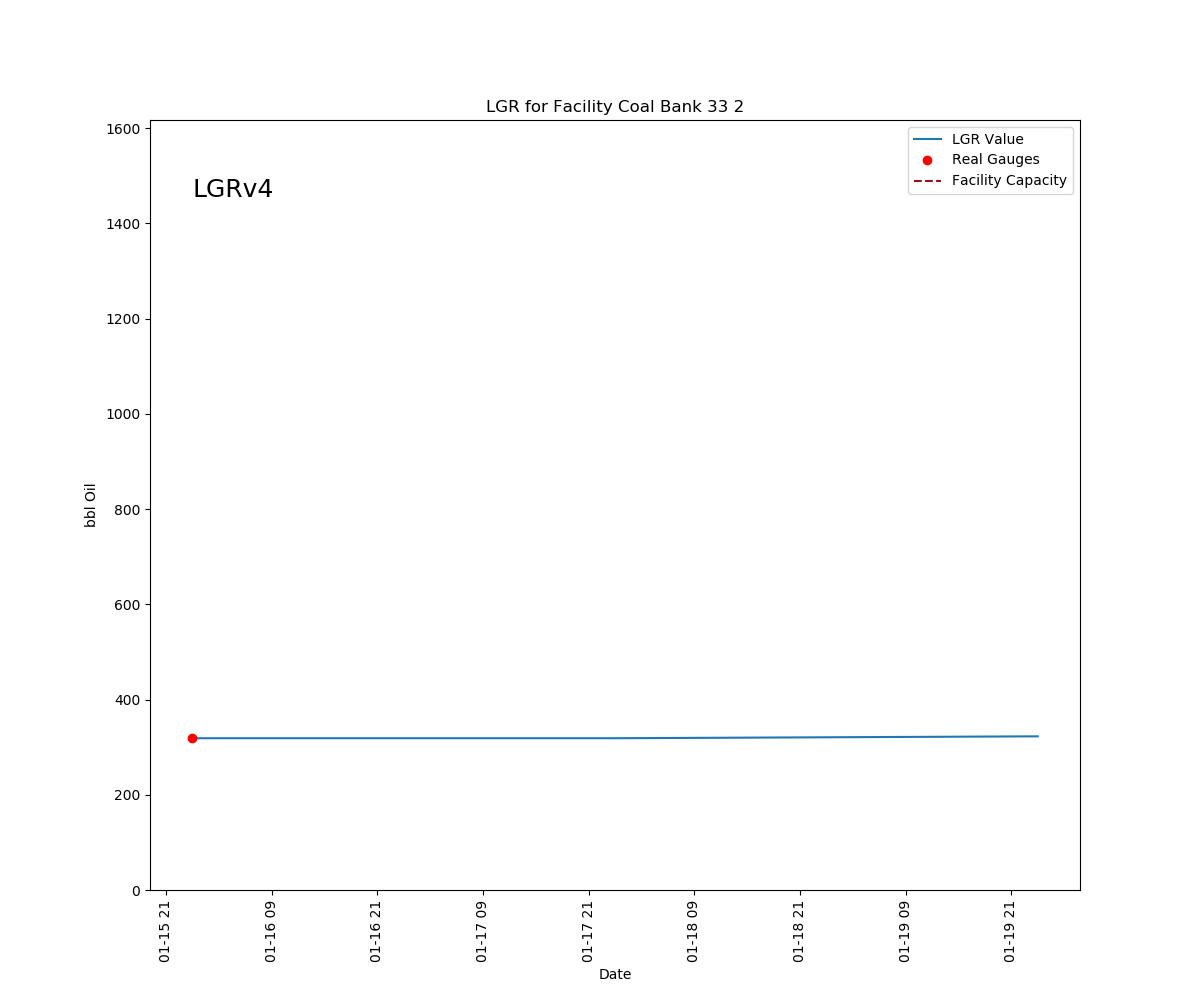 LGR for Facility Coal Bank 33 2
LGR Value
Real Gauges
Facility Capacity
LGRv4
1600
1400
1200
1000
800
600
400
200
0
bbl Oil
01-15 21
01-16 09
01-16 21
01-17 09
01-17 21
01-18 09
01-18 21
01-19 09
01-19 21
Date